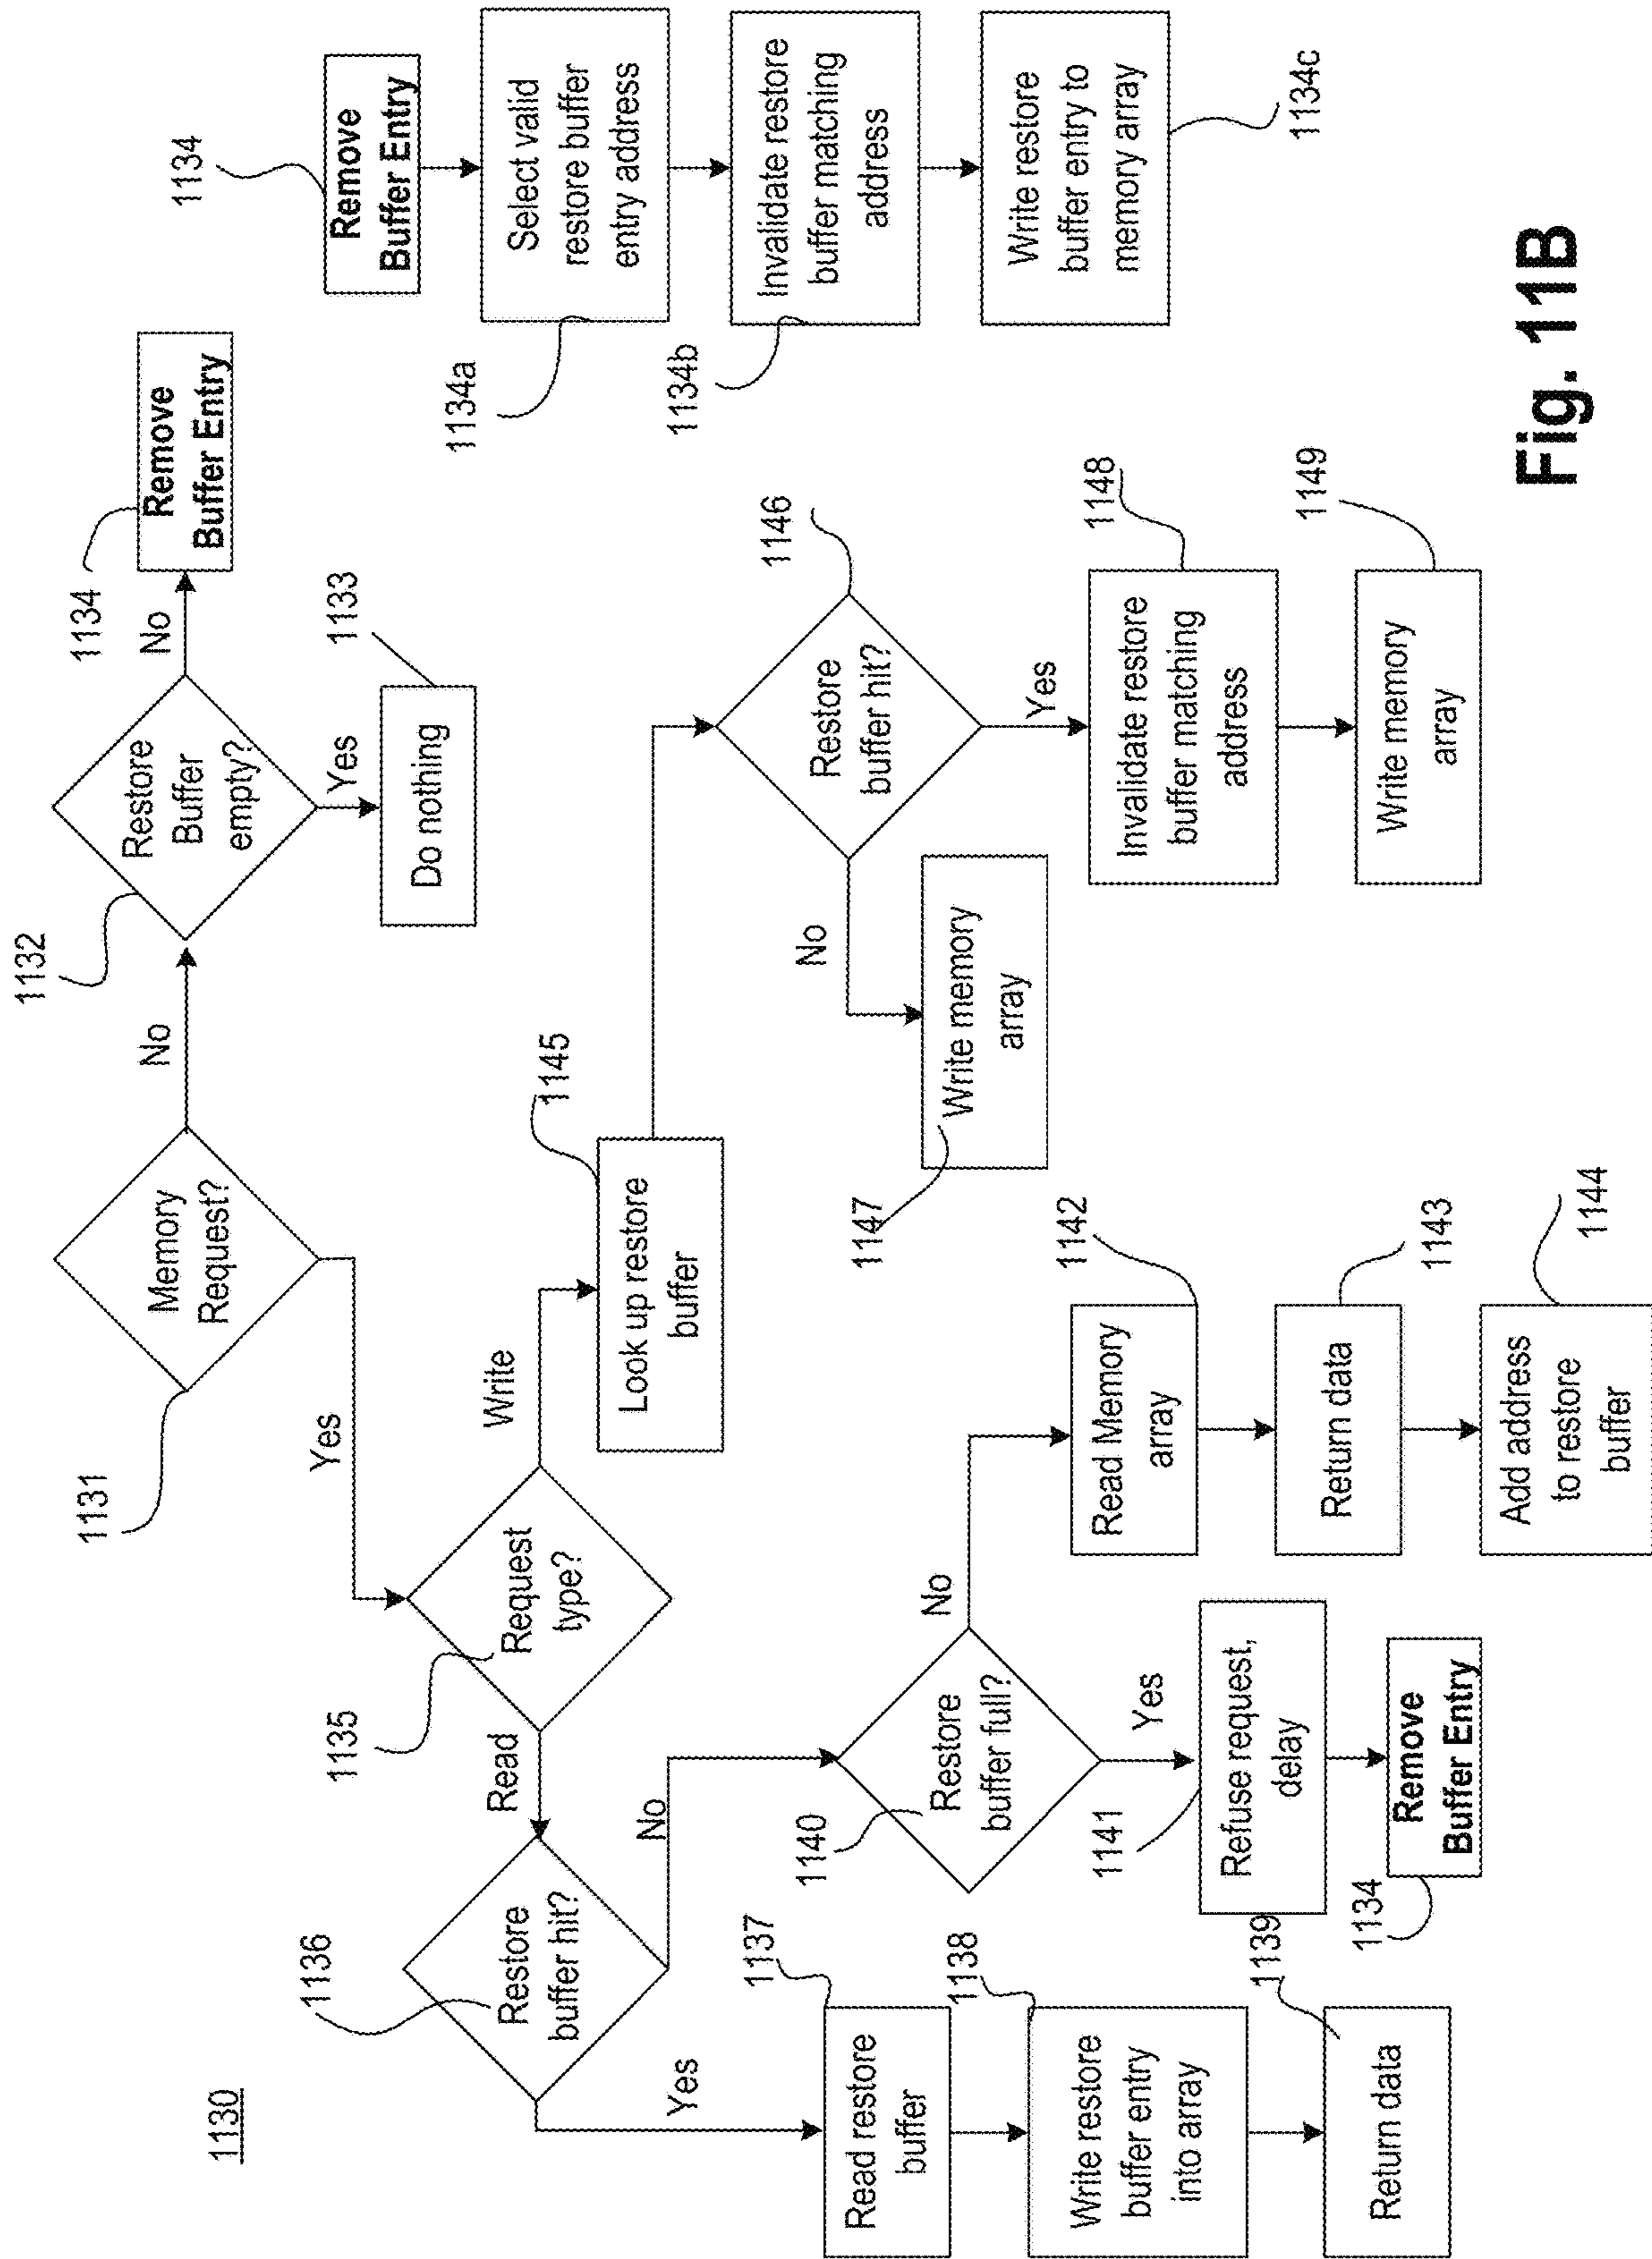 1130
1131
Memory
Request?
No
Yes
1132
Restore
Buffer
empty?
No
Yes
1134
Remove
Buffer Entry
1133
Do nothing
1135
Request
type?
Read
Write
1136
Restore
buffer hit?
Yes
No
1137
Read restore
buffer
1138
Write restore
buffer entry
into array
1139
Return data
1140
Restore
buffer full?
Yes
No
1141
Refuse request,
delay
1134
Remove
Buffer Entry
1142
Read Memory
array
1143
Return data
1144
Add address
to restore
buffer
1145
Look up restore
buffer
1146
Restore
buffer hit?
No
Yes
1147
Write memory
array
1148
Invalidate restore
buffer matching
address
1149
Write memory
array
1134
Remove
Buffer Entry
1134a
Select valid
restore buffer
entry address
1134b
Invalidate restore
buffer matching
address
1134c
Write restore
buffer entry to
memory array
Fig. 11B